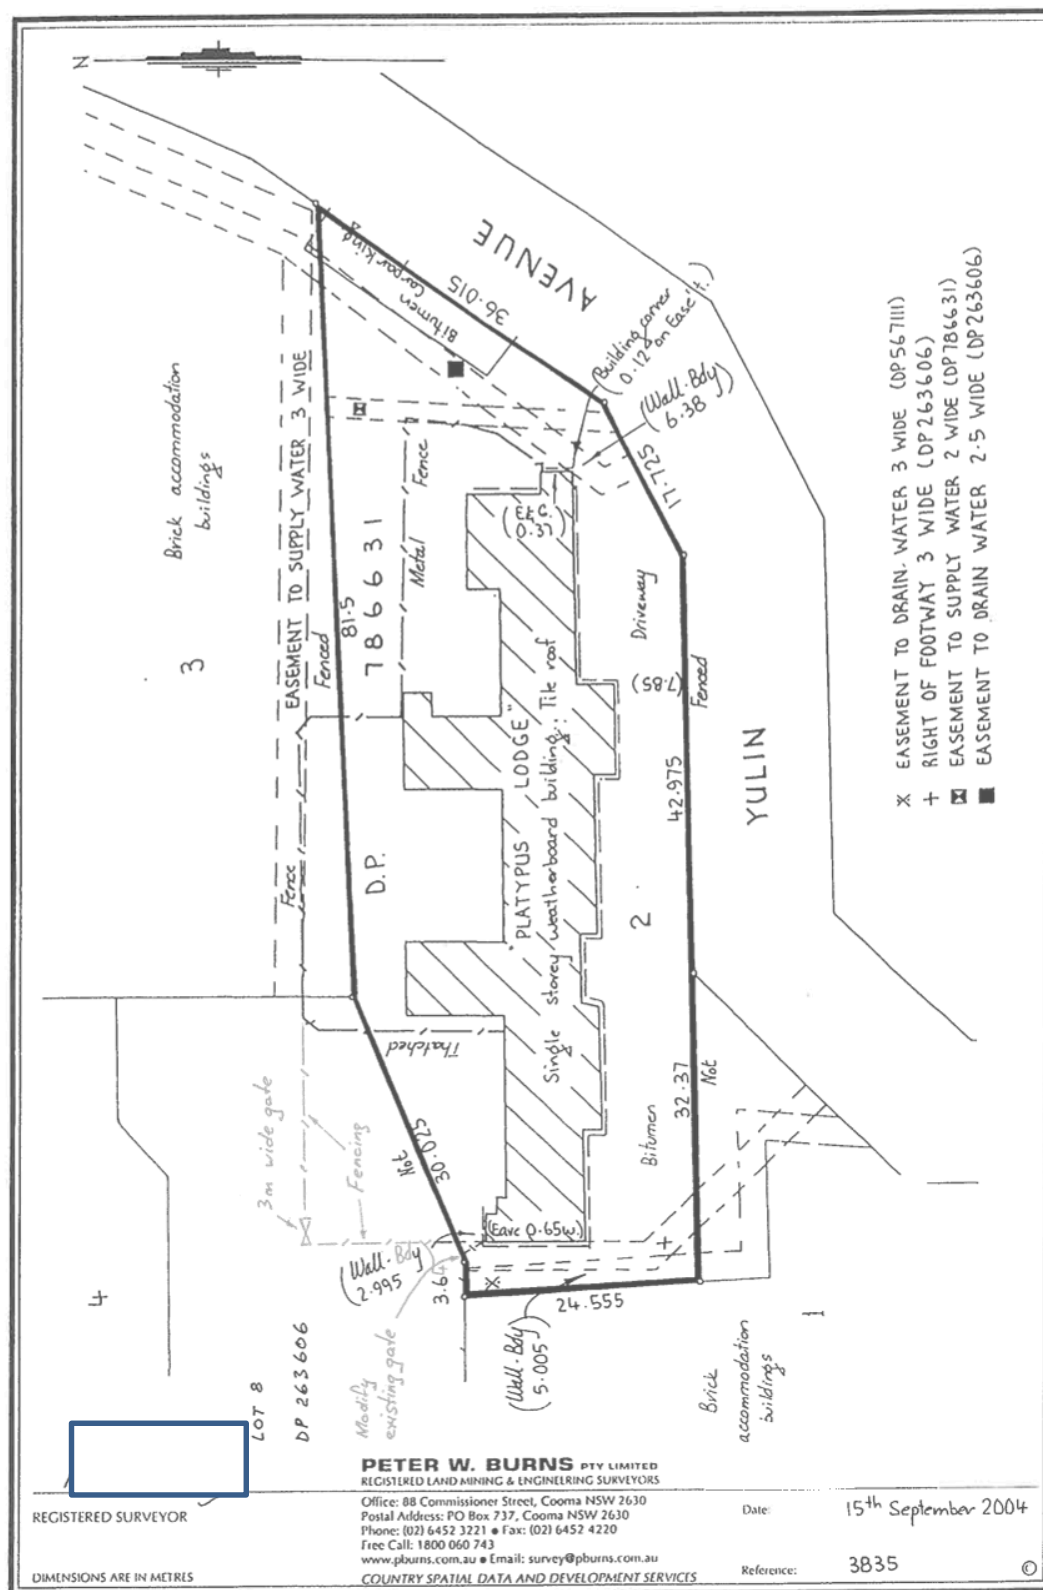 N
AVENUE
Bitumen
Car parking
36.015
(Building corner
0.12 on Ease't.)
(Wall-Bdy)
6.38
17.725
Brick accommodation
buildings
3
EASEMENT TO SUPPLY WATER 3 WIDE
Fenced
81.5
786631
D.P.
Metal Fence
Fence
(0.37)
Driveway
(7.85)
Fenced
42.975
YULIN
"PLATYPUS LODGE"
Single storey weatherboard building: Tile roof
2
Thatched
Not
30.025
3m wide gate
Fencing
Bitumen
32.37
Not
(Eave 0.65w.)
(Wall-Bdy
2.995)
3.64
24.555
(Wall-Bdy
5.005)
4
1
Modify
existing gate
LOT 8
DP 263606
Brick
accommodation
buildings
X EASEMENT TO DRAIN WATER 3 WIDE (DP567111)
+ RIGHT OF FOOTWAY 3 WIDE (DP263606)
EASEMENT TO SUPPLY WATER 2 WIDE (DP786631)
EASEMENT TO DRAIN WATER 2.5 WIDE (DP263606)
PETER W. BURNS PTY LIMITED
REGISTERED LAND MINING & ENGINEERING SURVEYORS
REGISTERED SURVEYOR
Office: 88 Commissioner Street, Cooma NSW 2630
Postal Address: PO Box 737, Cooma NSW 2630
Phone: (02) 6452 3221 • Fax: (02) 6452 4220
Free Call: 1800 060 743
www.pburns.com.au • Email: survey@pburns.com.au
COUNTRY SPATIAL DATA AND DEVELOPMENT SERVICES
DIMENSIONS ARE IN METRES
Date: 15th September 2004
Reference: 3835
©